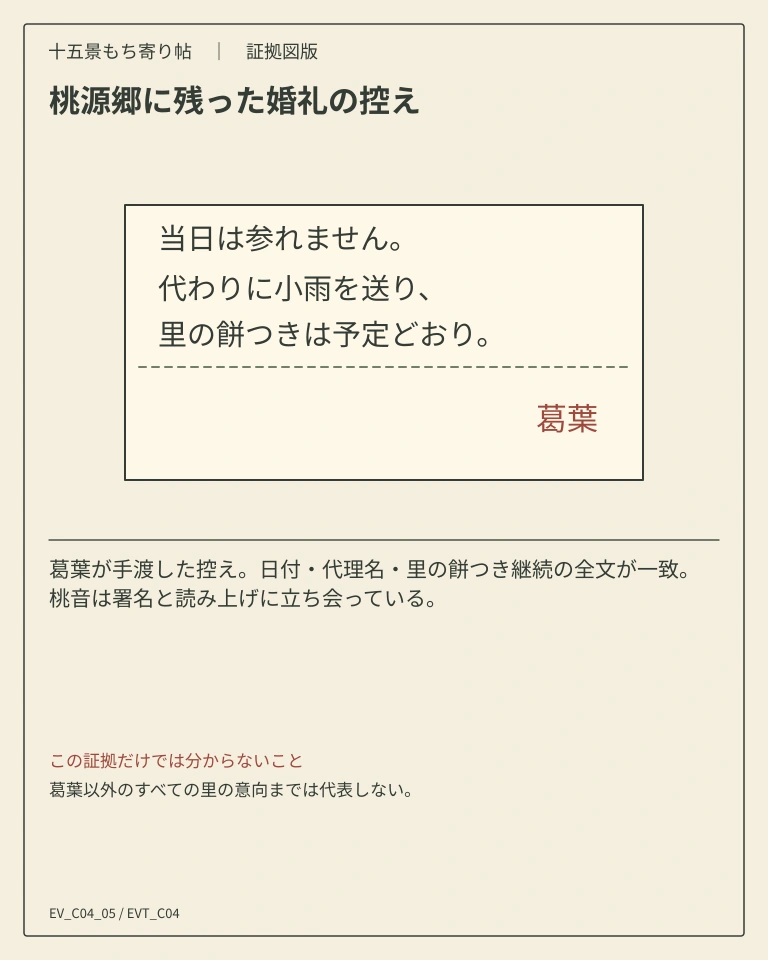 十五景もち寄り帖 ｜ 証拠図版
桃源郷に残った婚礼の控え
当日は参れません。
代わりに小雨を送り、
里の餅つきは予定どおり。
葛葉
葛葉が手渡した控え。日付・代理名・里の餅つき継続の全文が一致。
桃音は署名と読み上げに立ち会っている。
この証拠だけでは分からないこと
葛葉以外のすべての里の意向までは代表しない。
EV_C04_05 / EVT_C04